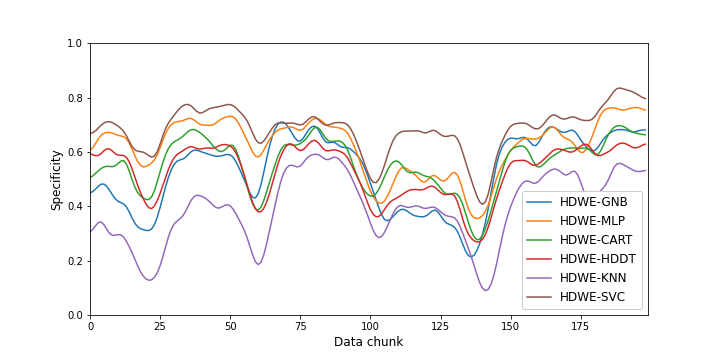 1.0
0.8
0.6
0.4
0.2
0.0
Specificity
0 25 50 75 100 125 150 175
Data chunk
HDWE-GNB
HDWE-MLP
HDWE-CART
HDWE-HDDT
HDWE-KNN
HDWE-SVC